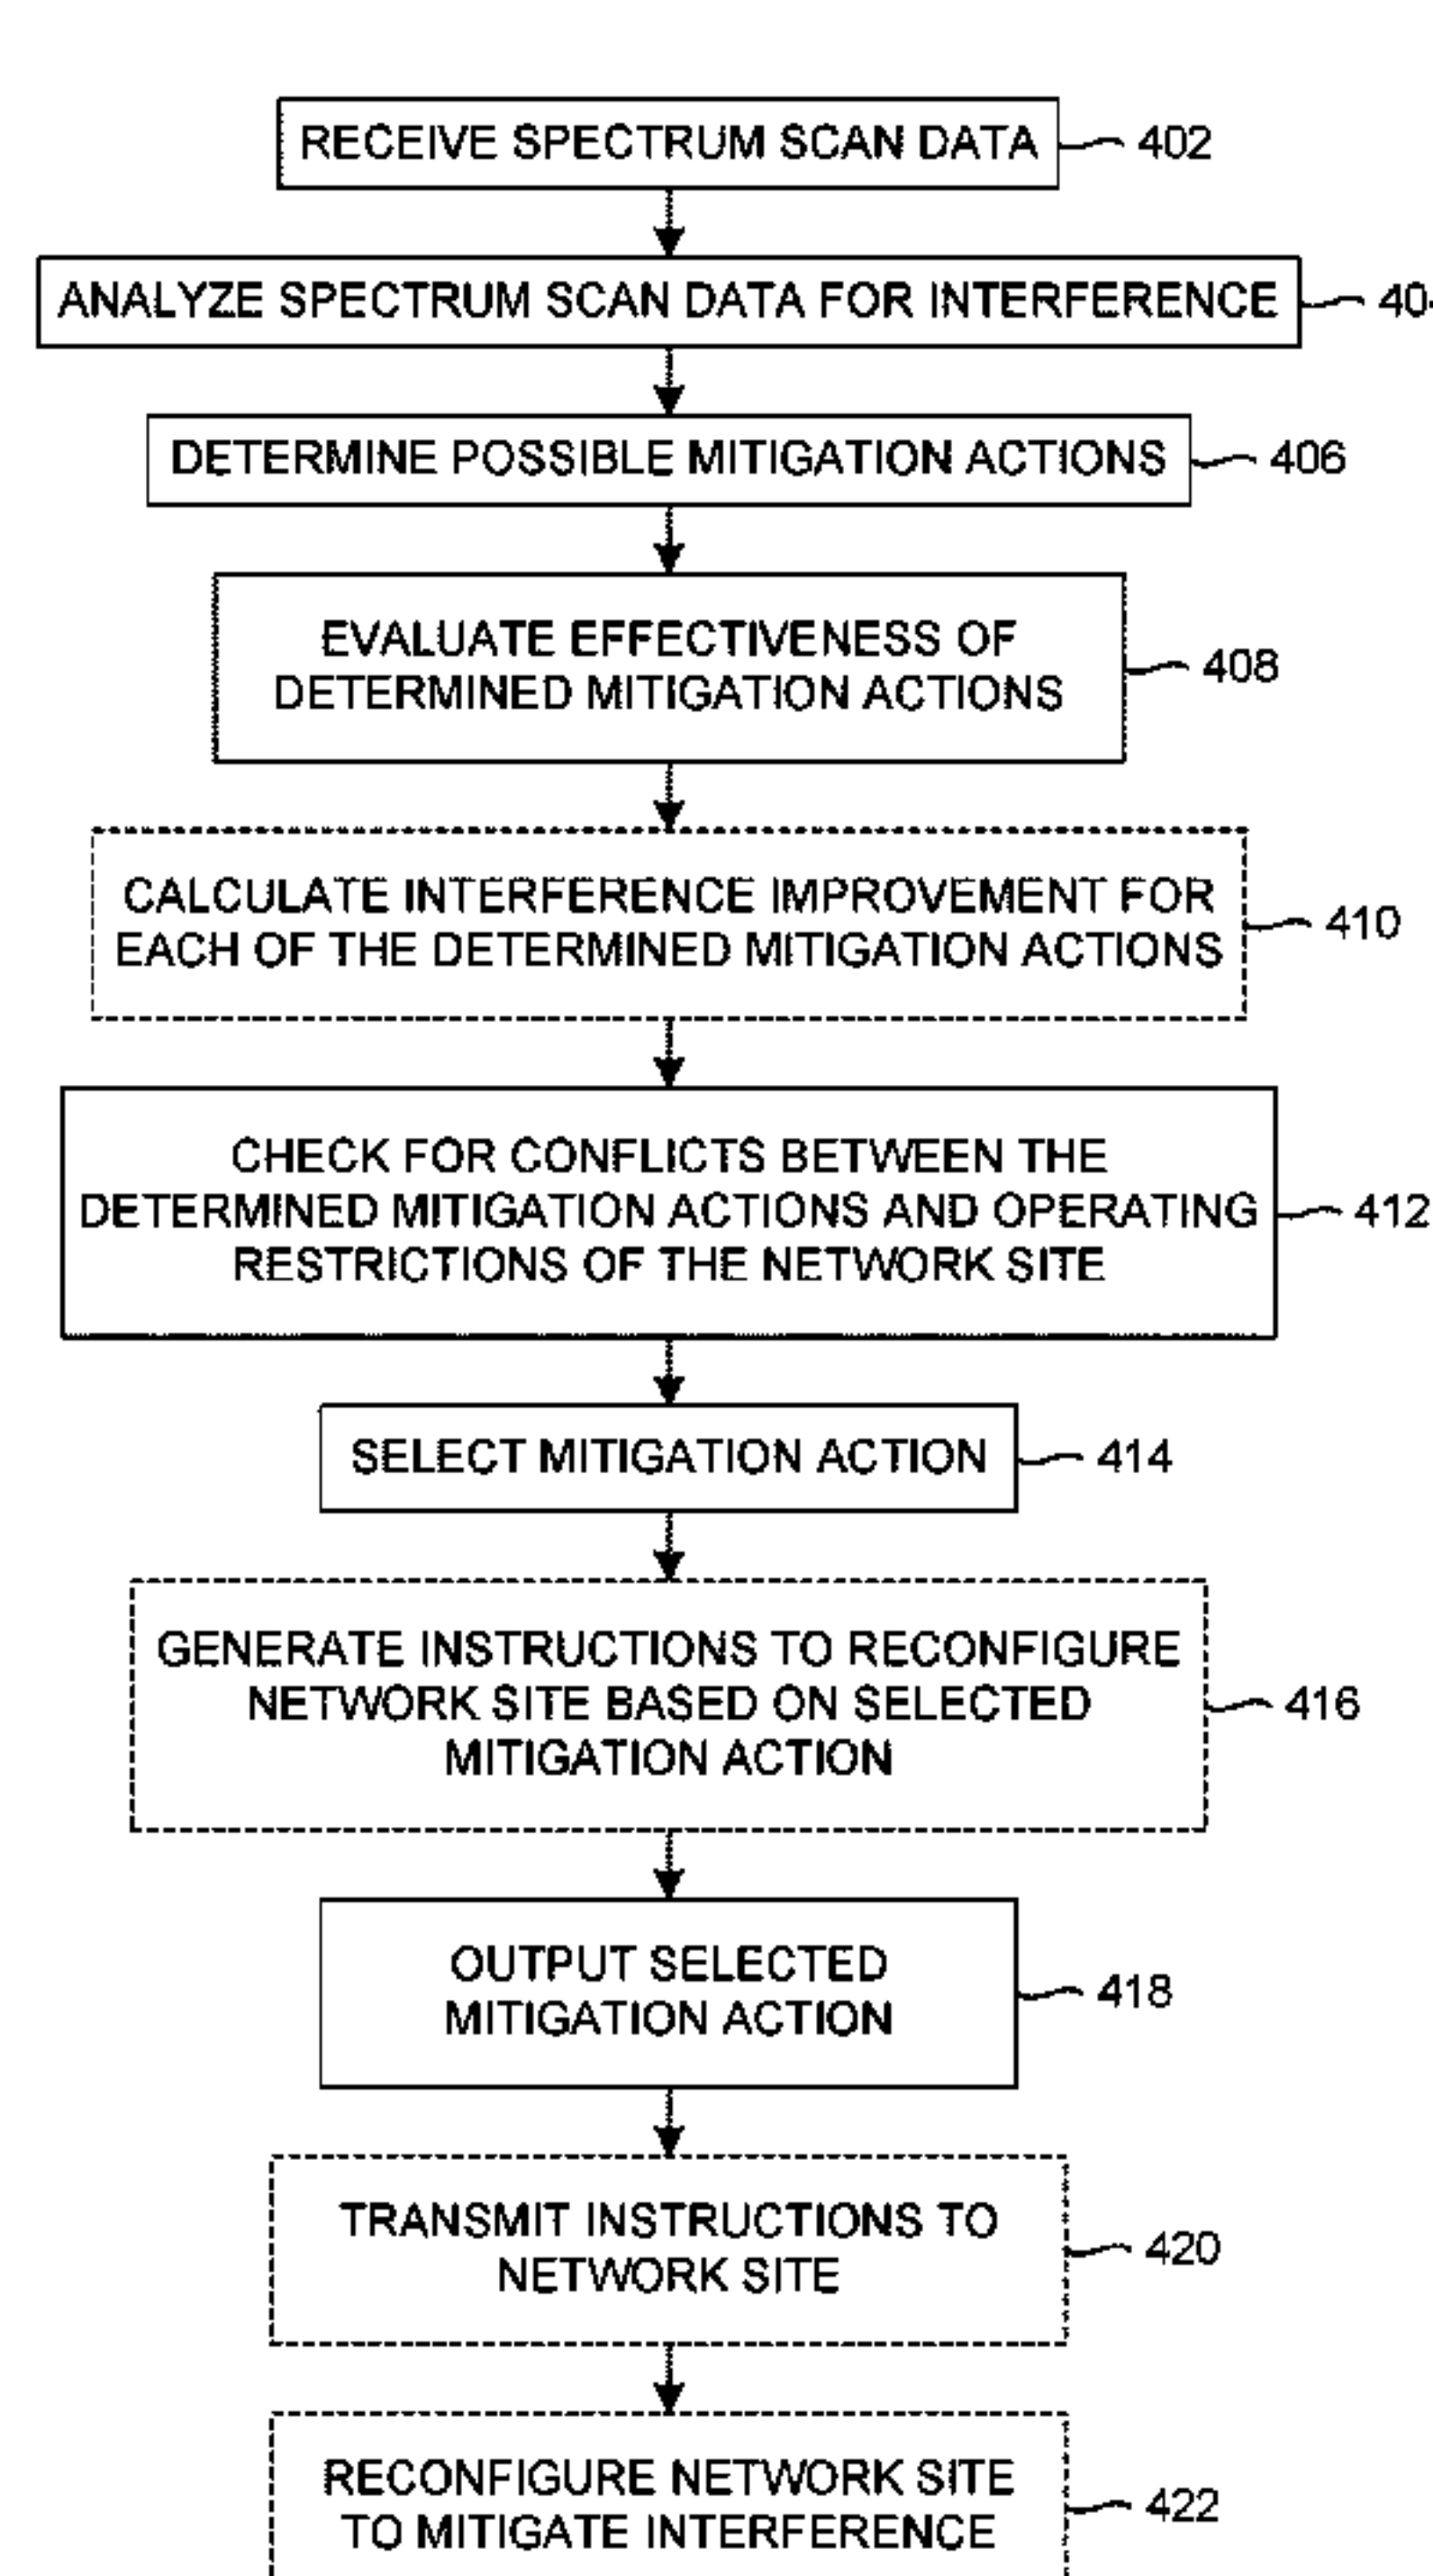 RECEIVE SPECTRUM SCAN DATA
402
ANALYZE SPECTRUM SCAN DATA FOR INTERFERENCE
40
DETERMINE POSSIBLE MITIGATION ACTIONS
406
EVALUATE EFFECTIVENESS OF
DETERMINED MITIGATION ACTIONS
408
CALCULATE INTERFERENCE IMPROVEMENT FOR
EACH OF THE DETERMINED MITIGATION ACTIONS
410
CHECK FOR CONFLICTS BETWEEN THE
DETERMINED MITIGATION ACTIONS AND OPERATING
RESTRICTIONS OF THE NETWORK SITE
412
SELECT MITIGATION ACTION
414
GENERATE INSTRUCTIONS TO RECONFIGURE
NETWORK SITE BASED ON SELECTED
MITIGATION ACTION
416
OUTPUT SELECTED
MITIGATION ACTION
418
TRANSMIT INSTRUCTIONS TO
NETWORK SITE
420
RECONFIGURE NETWORK SITE
TO MITIGATE INTERFERENCE
422